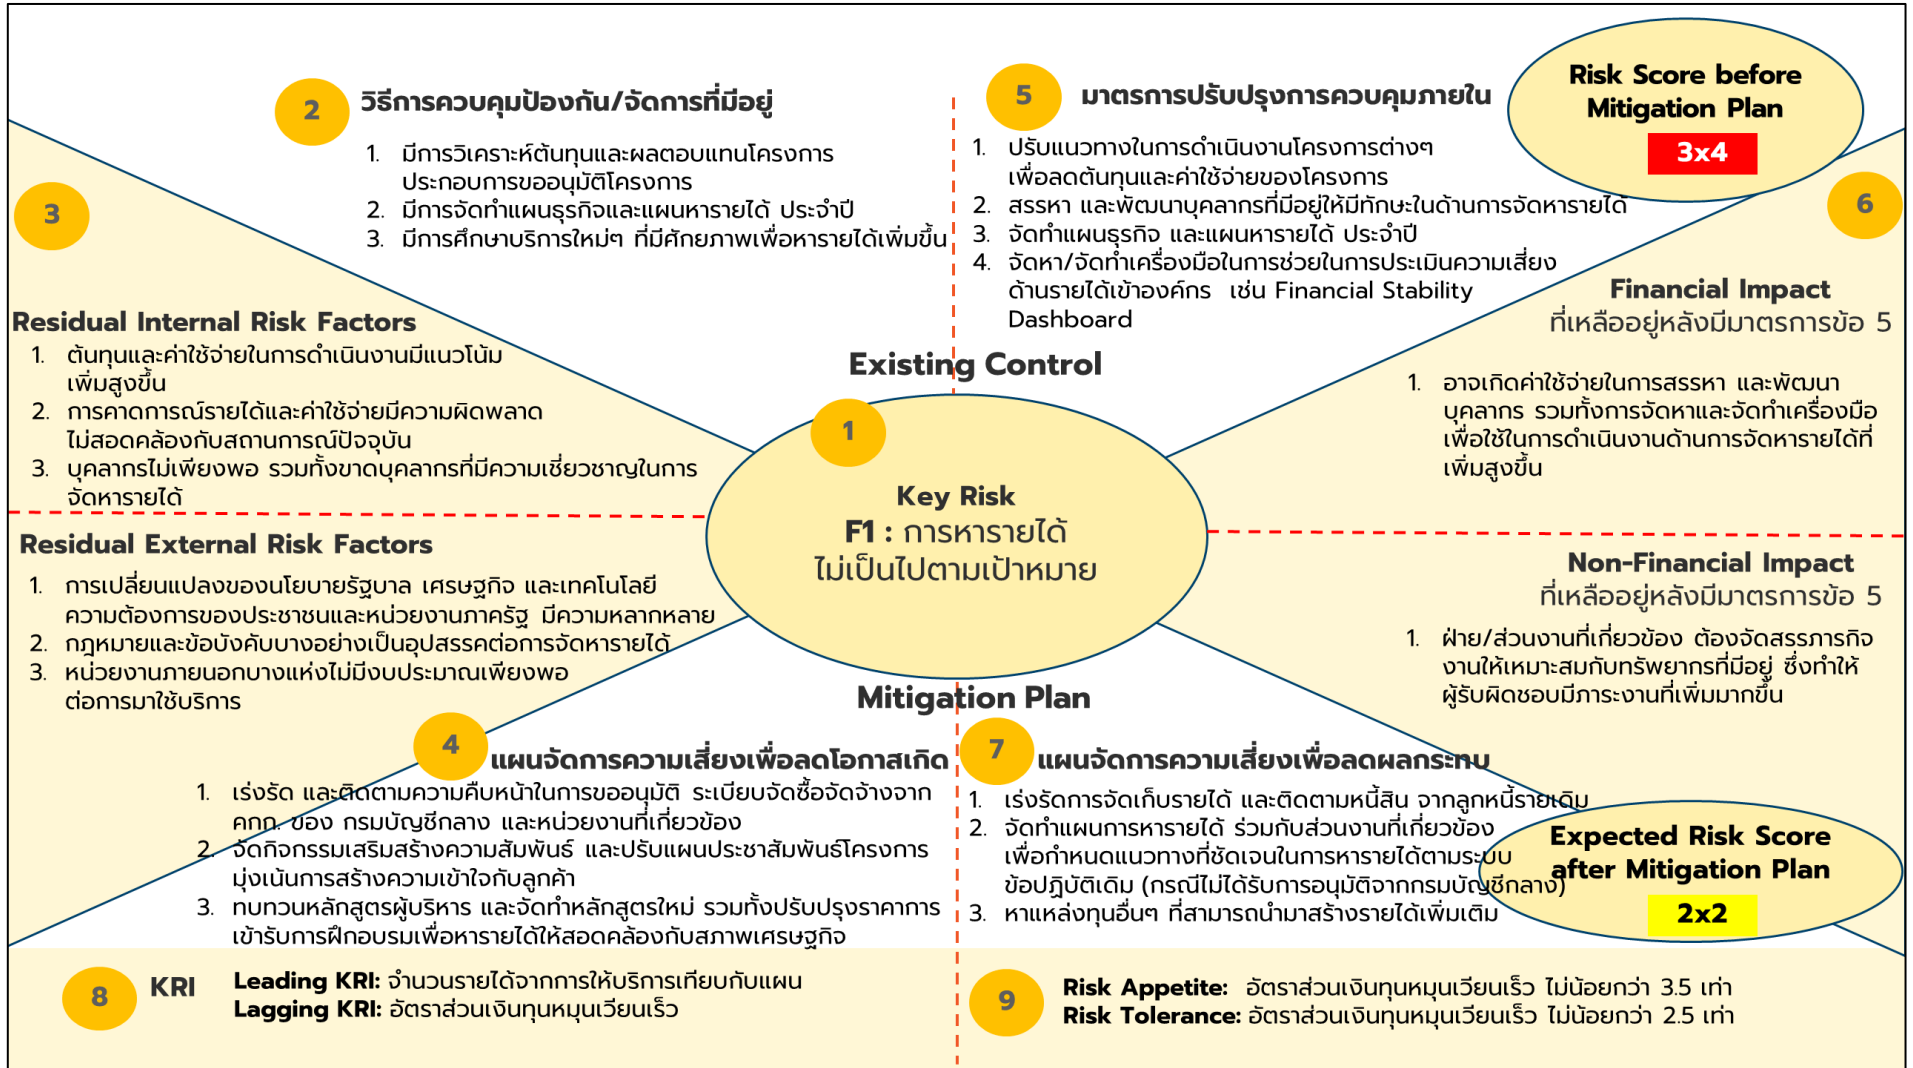 2
วิธีการควบคุมป้องกัน/จัดการที่มีอยู่
1. มีการวิเคราะห์ต้นทุนและผลตอบแทนโครงการ
ประกอบการขออนุมัติโครงการ
2. มีการจัดทำแผนธุรกิจและแผนหารายได้ ประจำปี
3. มีการศึกษาบริการใหม่ๆ ที่มีศักยภาพเพื่อหารายได้เพิ่มขึ้น
5
มาตรการปรับปรุงการควบคุมภายใน
1. ปรับแนวทางในการดำเนินงานโครงการต่างๆ
เพื่อลดต้นทุนและค่าใช้จ่ายของโครงการ
2. สรรหา และพัฒนาบุคลากรที่มีอยู่ให้มีทักษะในด้านการจัดหารายได้
3. จัดทำแผนธุรกิจ และแผนหารายได้ ประจำปี
4. จัดหา/จัดทำเครื่องมือในการช่วยในการประเมินความเสี่ยง
ด้านรายได้เข้าองค์กร เช่น Financial Stability
Dashboard
Risk Score before
Mitigation Plan
3x4
3
Residual Internal Risk Factors
1. ต้นทุนและค่าใช้จ่ายในการดำเนินงานมีแนวโน้ม
เพิ่มสูงขึ้น
2. การคาดการณ์รายได้และค่าใช้จ่ายมีความผิดพลาด
ไม่สอดคล้องกับสถานการณ์ปัจจุบัน
3. บุคลากรไม่เพียงพอ รวมทั้งขาดบุคลากรที่มีความเชี่ยวชาญในการ
จัดหารายได้
Residual External Risk Factors
1. การเปลี่ยนแปลงของนโยบายรัฐบาล เศรษฐกิจ และเทคโนโลยี
ความต้องการของประชาชนและหน่วยงานภาครัฐ มีความหลากหลาย
2. กฎหมายและข้อบังคับบางอย่างเป็นอุปสรรคต่อการจัดหารายได้
3. หน่วยงานภายนอกบางแห่งไม่มีงบประมาณเพียงพอ
ต่อการมาใช้บริการ
Existing Control
1
Key Risk
F1 : การหารายได้
ไม่เป็นไปตามเป้าหมาย
Mitigation Plan
6
Financial Impact
ที่เหลืออยู่หลังมีมาตรการข้อ 5
1. อาจเกิดค่าใช้จ่ายในการสรรหา และพัฒนา
บุคลากร รวมทั้งการจัดหาและจัดทำเครื่องมือ
เพื่อใช้ในการดำเนินงานด้านการจัดหารายได้ที่
เพิ่มสูงขึ้น
Non-Financial Impact
ที่เหลืออยู่หลังมีมาตรการข้อ 5
1. ฝ่าย/ส่วนงานที่เกี่ยวข้อง ต้องจัดสรรภารกิจ
งานให้เหมาะสมกับทรัพยากรที่มีอยู่ ซึ่งทำให้
ผู้รับผิดชอบมีภาระงานที่เพิ่มมากขึ้น
4
แผนจัดการความเสี่ยงเพื่อลดโอกาสเกิด
1. เร่งรัด และติดตามความคืบหน้าในการขออนุมัติ ระเบียบจัดซื้อจัดจ้างจาก
คกก. ของ กรมบัญชีกลาง และหน่วยงานที่เกี่ยวข้อง
2. จัดกิจกรรมเสริมสร้างความสัมพันธ์ และปรับแผนประชาสัมพันธ์โครงการ
มุ่งเน้นการสร้างความเข้าใจกับลูกค้า
3. ทบทวนหลักสูตรผู้บริหาร และจัดทำหลักสูตรใหม่ รวมทั้งปรับปรุงราคาการ
เข้ารับการฝึกอบรมเพื่อหารายได้ให้สอดคล้องกับสภาพเศรษฐกิจ
7
แผนจัดการความเสี่ยงเพื่อลดผลกระทบ
1. เร่งรัดการจัดเก็บรายได้ และติดตามหนี้สิน จากลูกหนี้รายเดิม
2. จัดทำแผนการหารายได้ ร่วมกับส่วนงานที่เกี่ยวข้อง
เพื่อกำหนดแนวทางที่ชัดเจนในการหารายได้ตามระบบ
ข้อปฏิบัติเดิม (กรณีไม่ได้รับการอนุมัติจากกรมบัญชีกลาง)
3. หาแหล่งทุนอื่นๆ ที่สามารถนำมาสร้างรายได้เพิ่มเติม
Expected Risk Score
after Mitigation Plan
2x2
8
KRI
Leading KRI: จำนวนรายได้จากการให้บริการเทียบกับแผน
Lagging KRI: อัตราส่วนเงินทุนหมุนเวียนเร็ว
9
Risk Appetite: อัตราส่วนเงินทุนหมุนเวียนเร็ว ไม่น้อยกว่า 3.5 เท่า
Risk Tolerance: อัตราส่วนเงินทุนหมุนเวียนเร็ว ไม่น้อยกว่า 2.5 เท่า